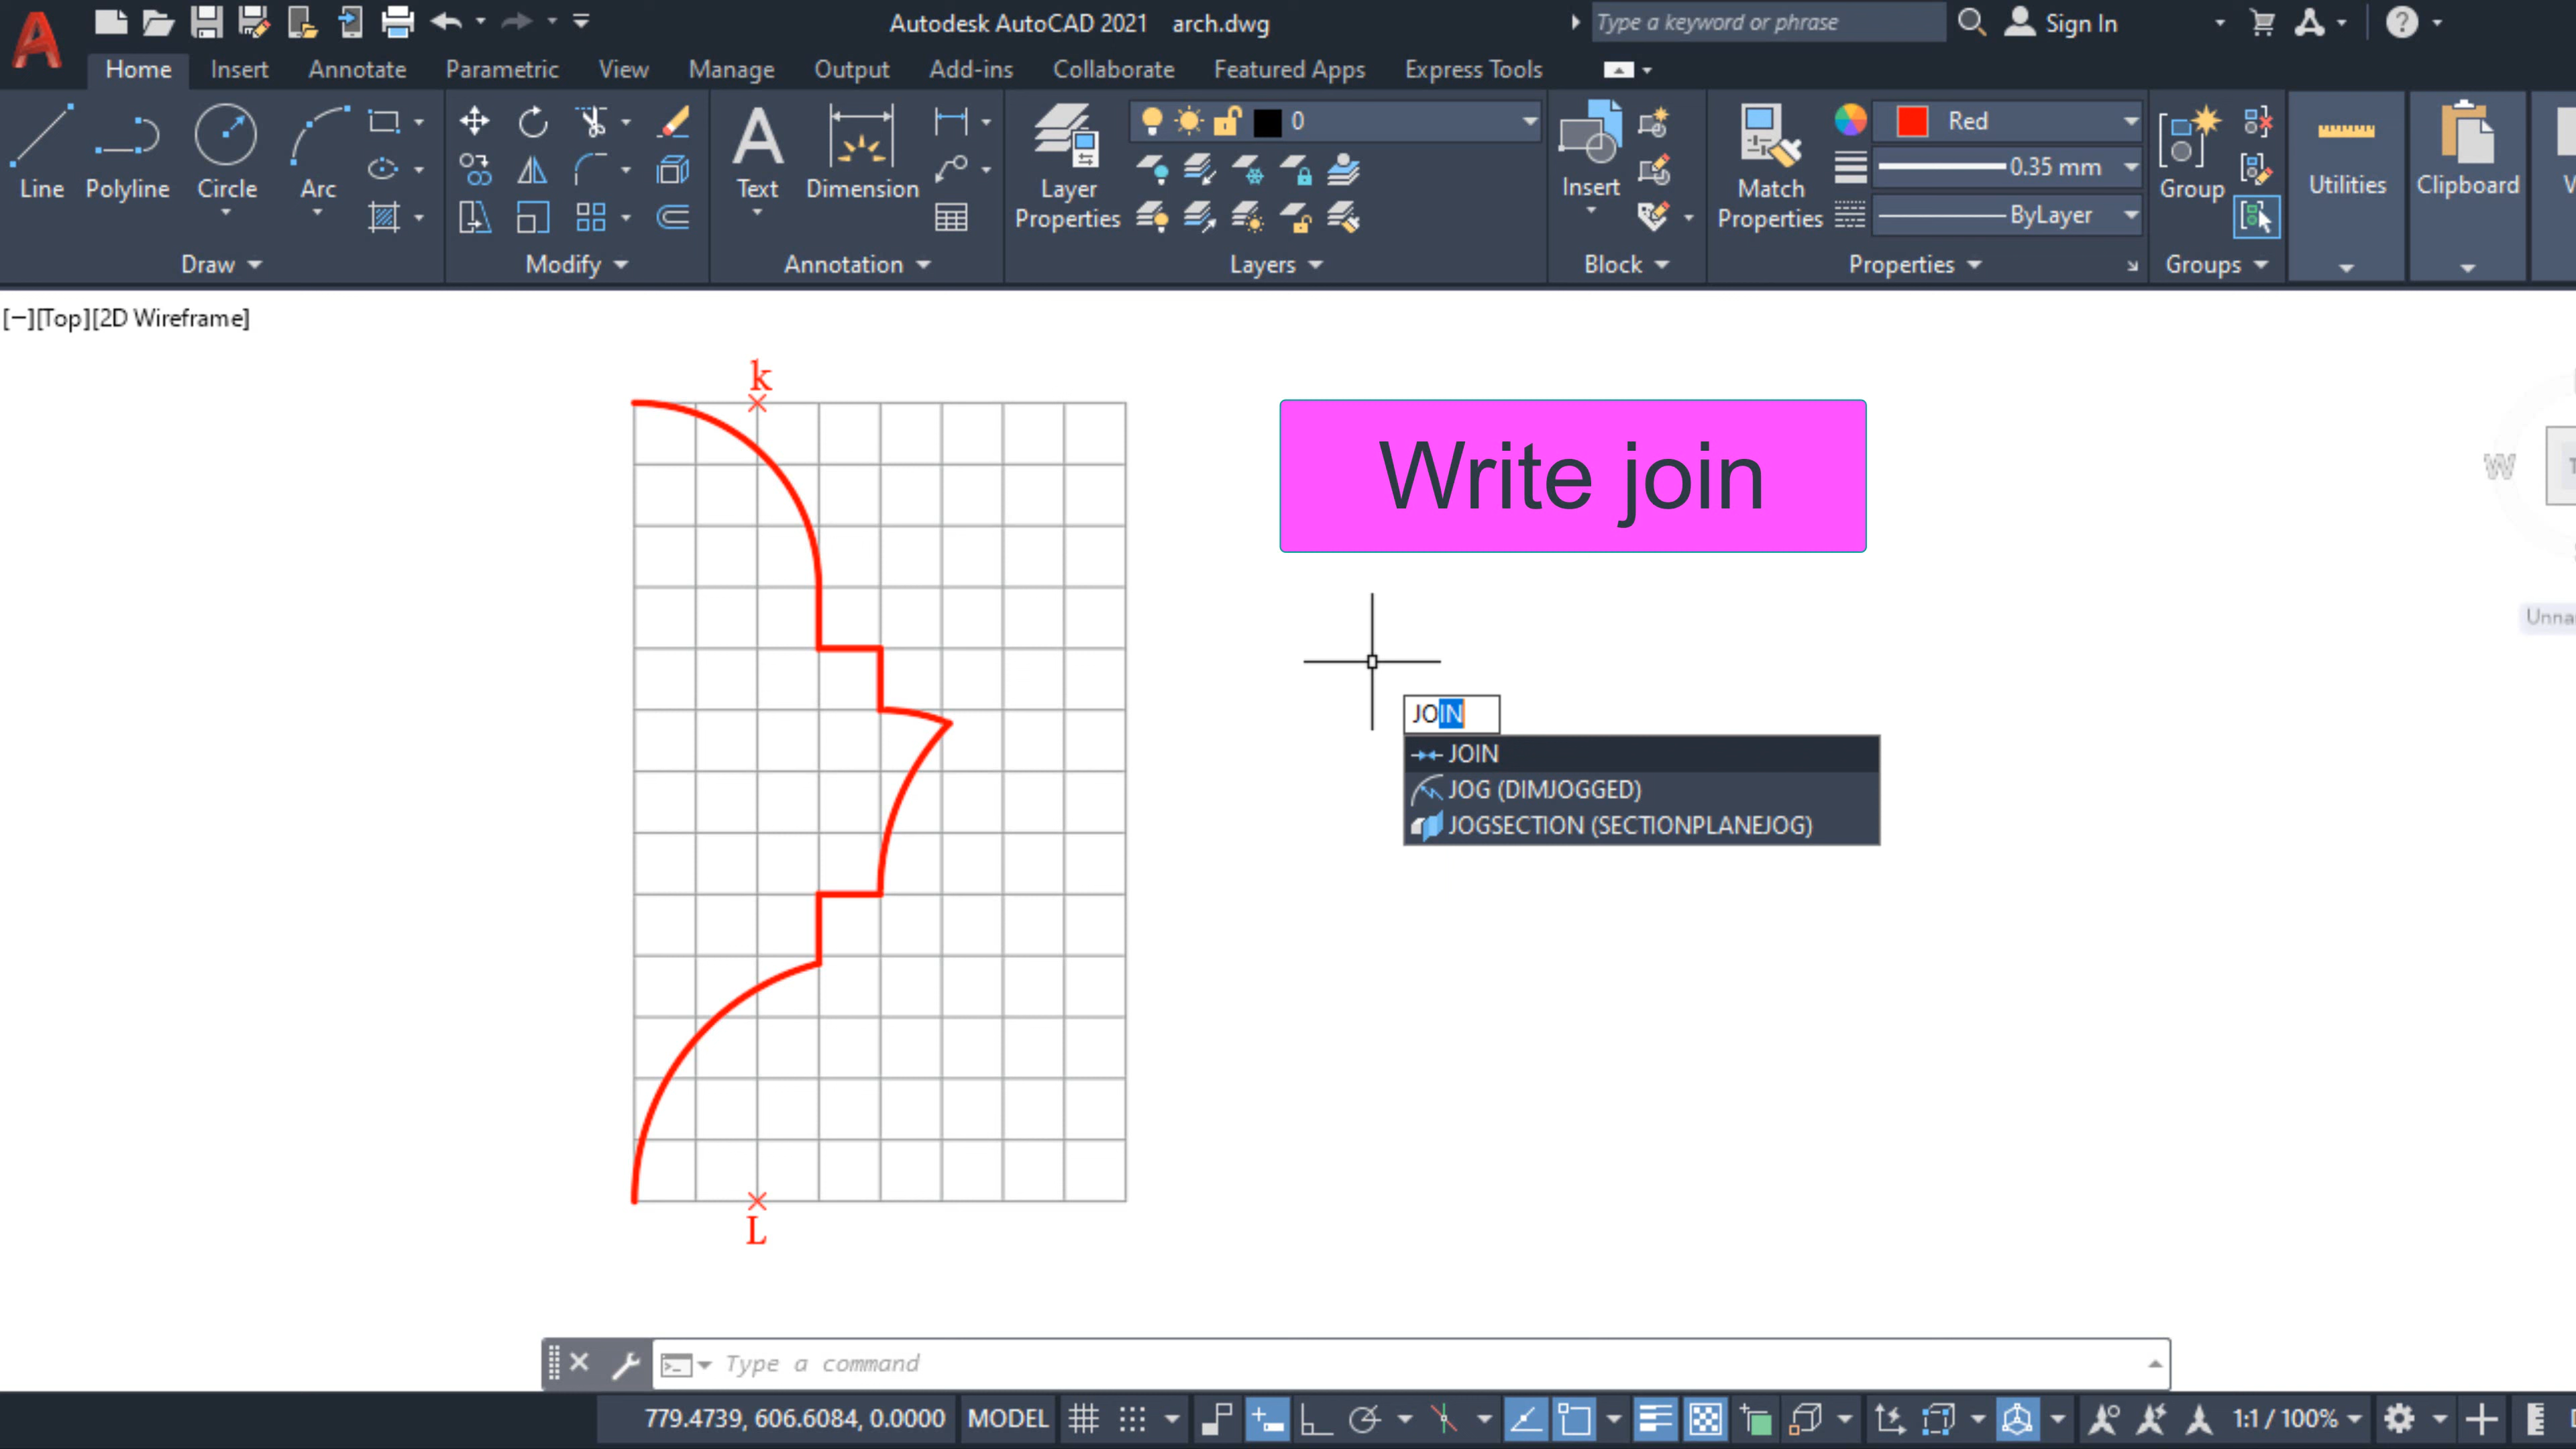 Autodesk AutoCAD 2021 arch.dwg
Type a keyword or phrase
Sign In
Home Insert Annotate Parametric View Manage Output Add-ins Collaborate Featured Apps Express Tools
Line Polyline Circle Arc
Draw
Modify
Text Dimension
Annotation
Layer Properties
0
Layers
Insert
Block
Match Properties
Red
0.35 mm
ByLayer
Properties
Group
Groups
Utilities
Clipboard
[−][Top][2D Wireframe]
k
Write join
W
JOIN
JOIN
JOG (DIMJOGGED)
JOGSECTION (SECTIONPLANEJOG)
L
Type a command
779.4739, 606.6084, 0.0000 MODEL
1:1 / 100%